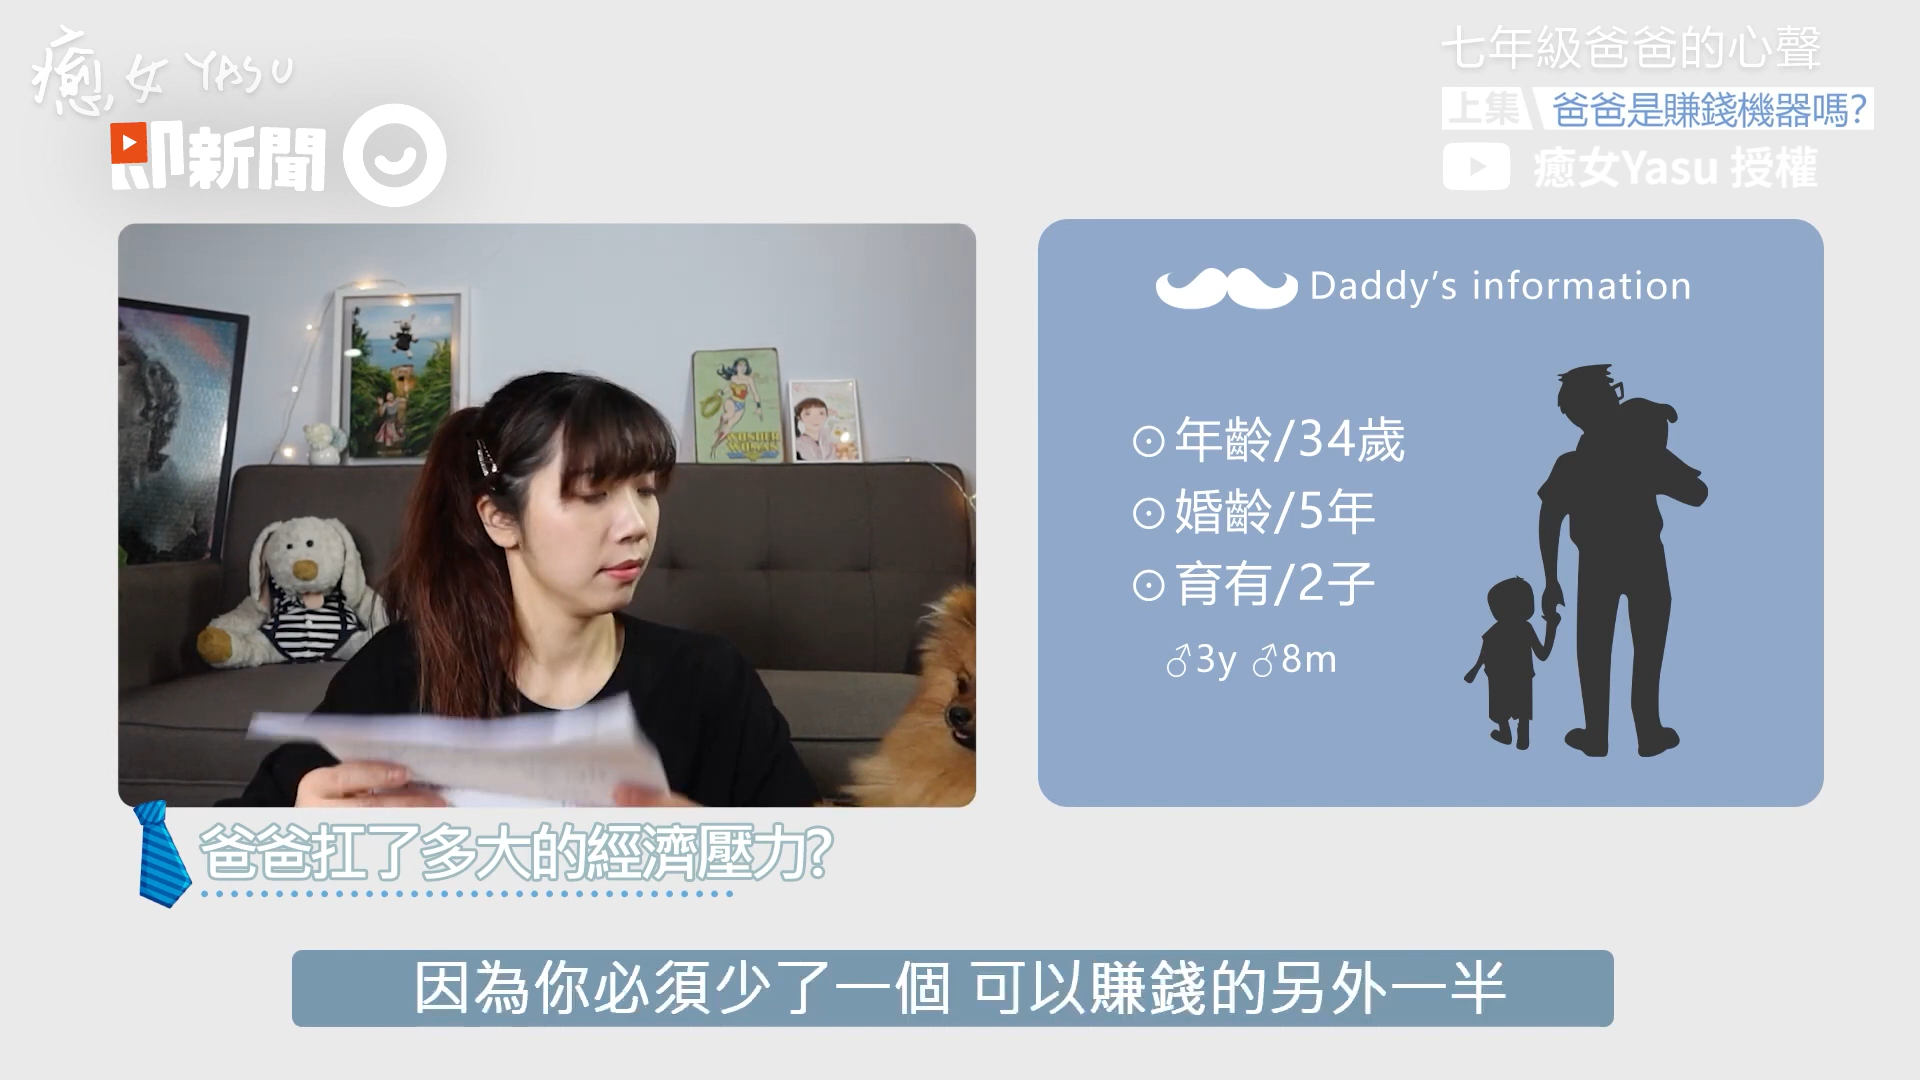 癒女 YASU
即新聞
七年級爸爸的心聲
上集 爸爸是賺錢機器嗎?
癒女Yasu 授權
WONDER WOMAN
Daddy's information
⊙年齡/34歲
⊙婚齡/5年
⊙育有/2子
♂3y ♂8m
爸爸扛了多大的經濟壓力?
因為你必須少了一個 可以賺錢的另外一半